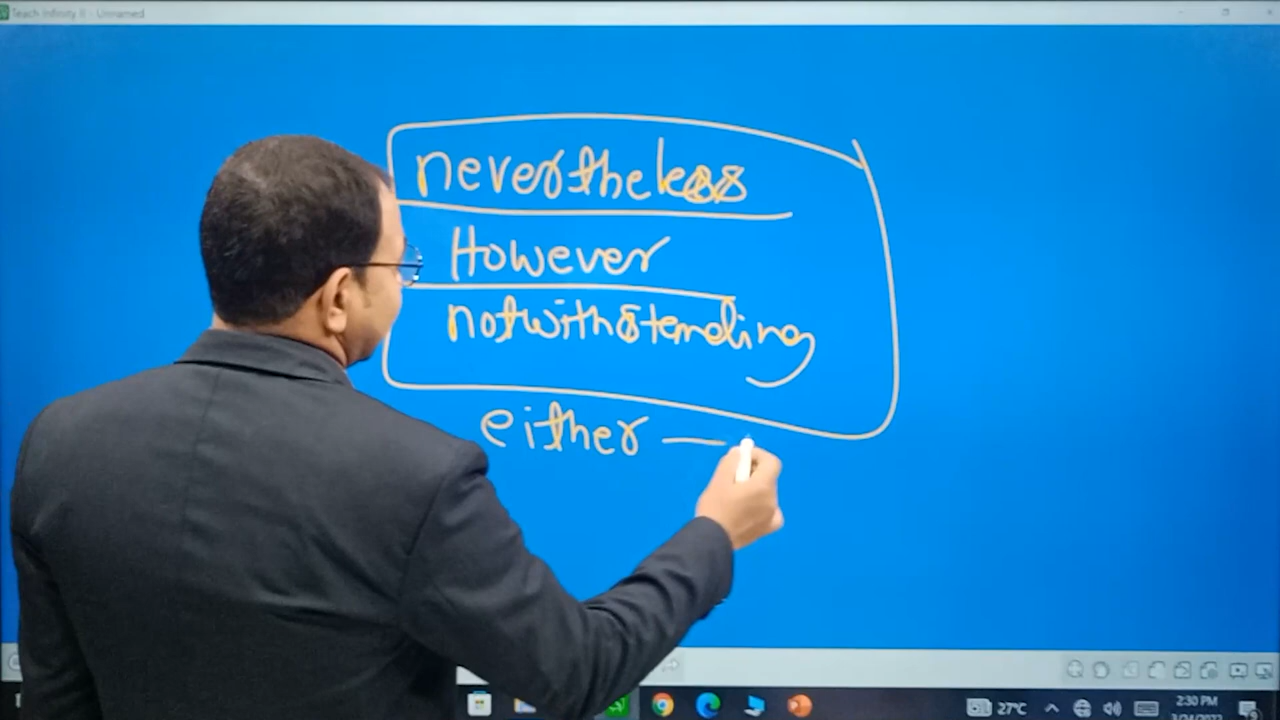 Teach Infinity II - Unnamed
nevertheless
However
notwithstanding
either —
27°C
2:30 PM